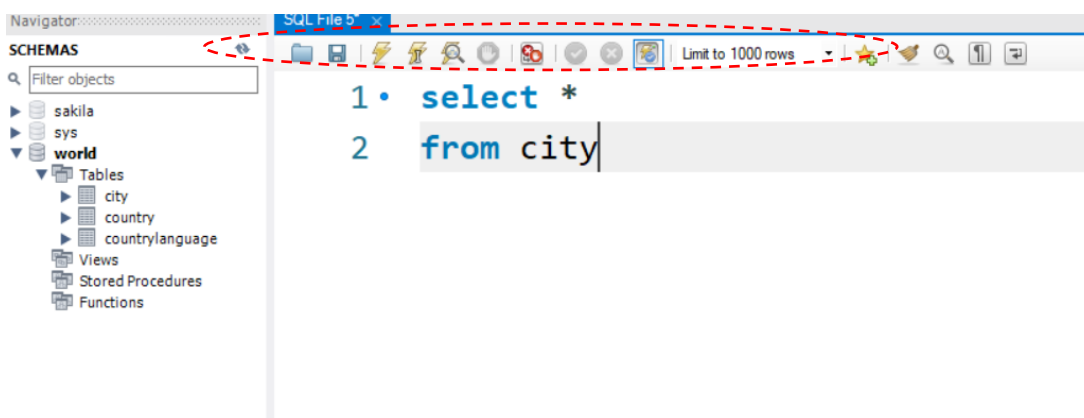 Navigator
SQL File 5*
SCHEMAS
Limit to 1000 rows
Filter objects
1 select *
2 from city
sakila
sys
world
Tables
city
country
countrylanguage
Views
Stored Procedures
Functions